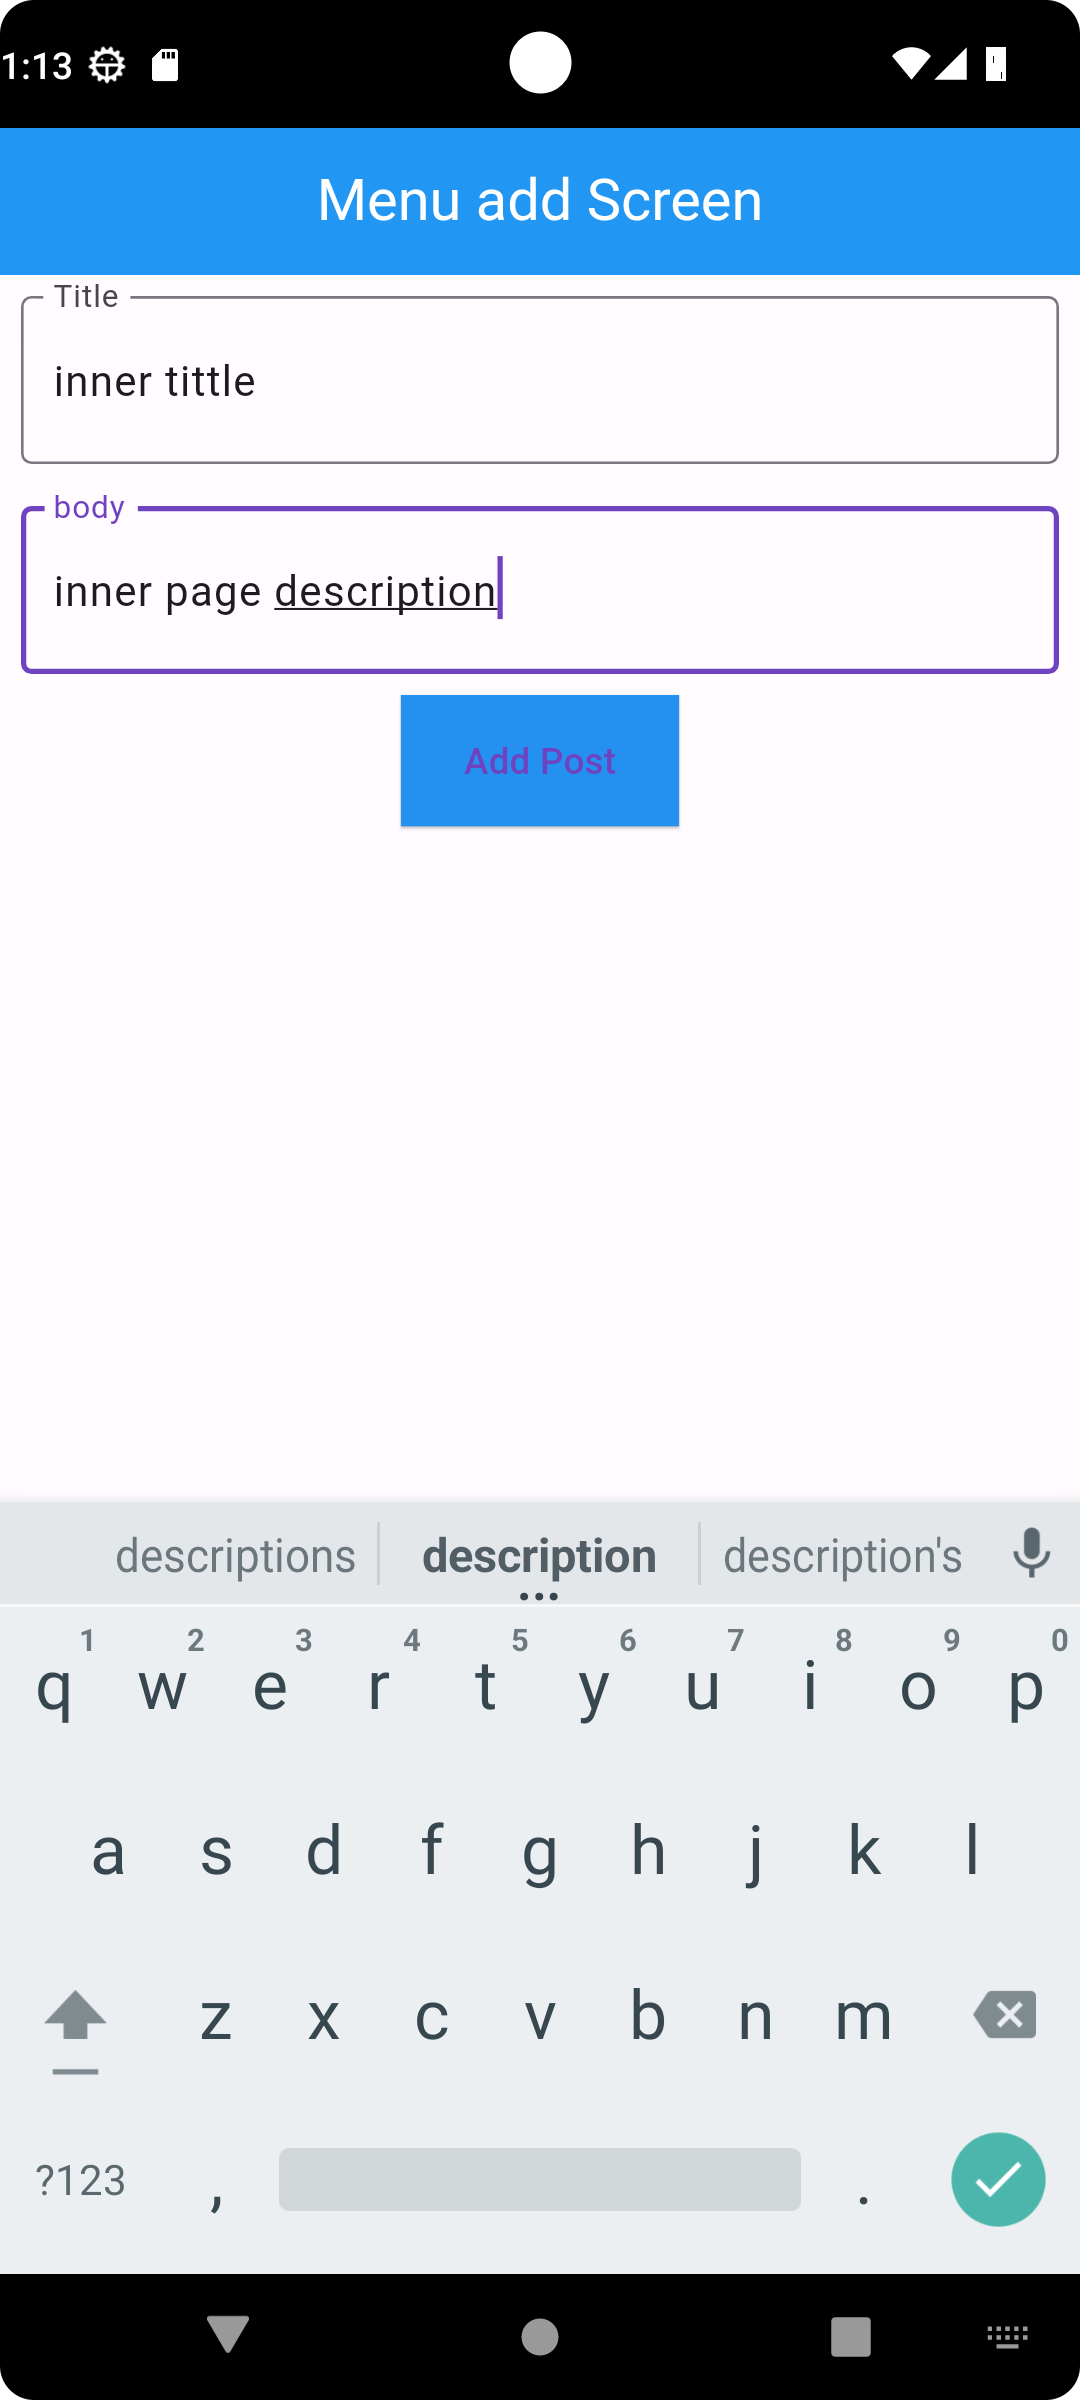 1:13
Menu add Screen
Title
inner tittle
body
inner page description
Add Post
descriptions description description's
1 2 3 4 5 6 7 8 9 0
q w e r t y u i o p
a s d f g h j k l
z x c v b n m
?123 , .